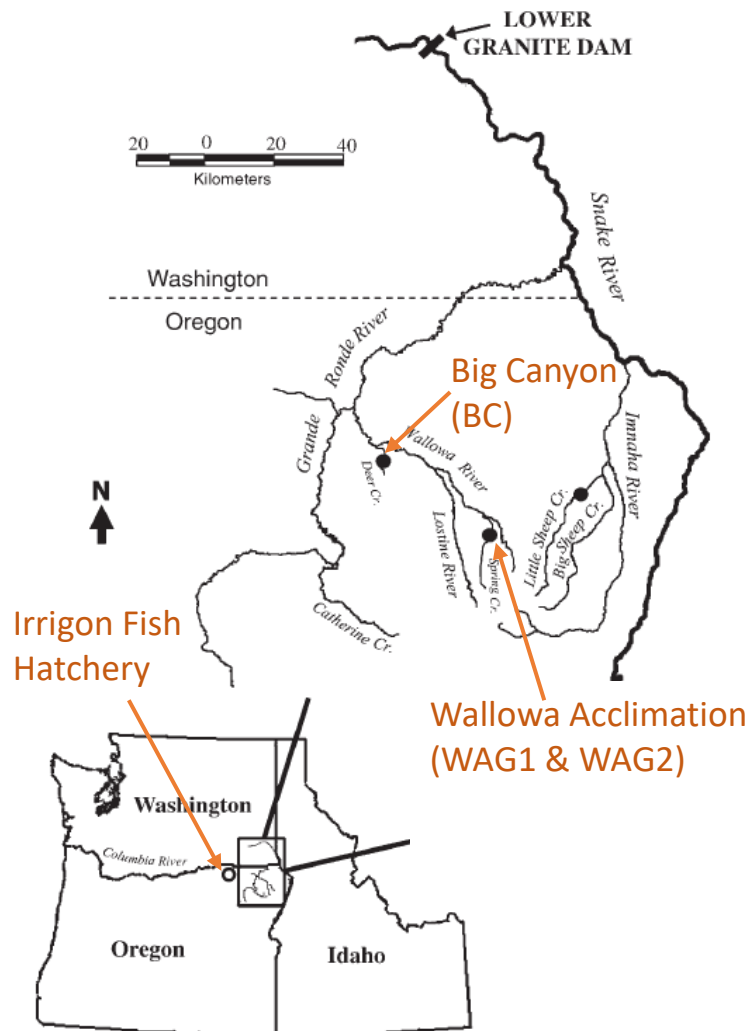 LOWER
GRANITE DAM
20 0 20 40
Kilometers
Snake River
Washington
Oregon
Grande Ronde River
Big Canyon
(BC)
Wallowa River
Imnaha River
Deer Cr.
N
Lostine River
Spring Cr.
Little Sheep Cr.
Big Sheep Cr.
Catherine Cr.
Irrigon Fish
Hatchery
Wallowa Acclimation
(WAG1 & WAG2)
Washington
Columbia River
Oregon
Idaho